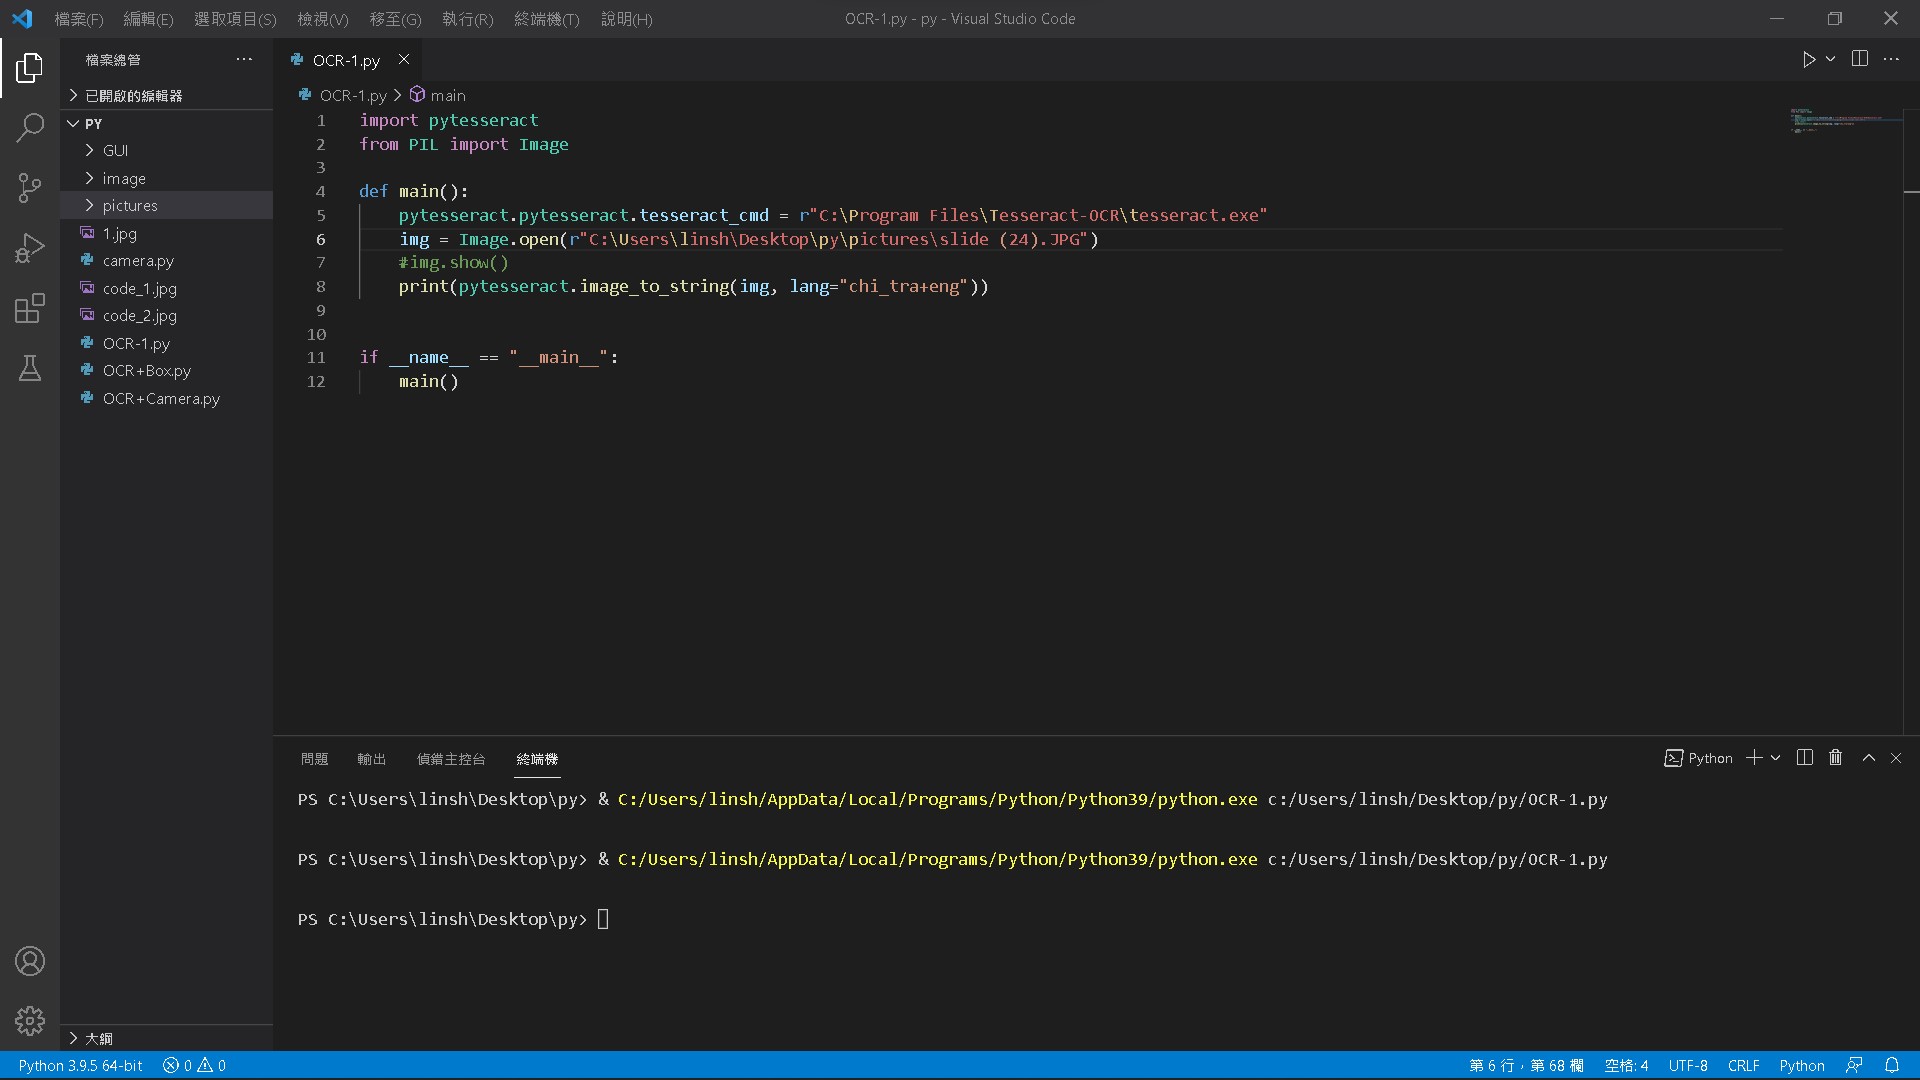 檔案(F) 編輯(E) 選取項目(S) 檢視(V) 移至(G) 執行(R) 終端機(T) 說明(H) OCR-1.py - py - Visual Studio Code
檔案總管
已開啟的編輯器
PY
GUI
image
pictures
1.jpg
camera.py
code_1.jpg
code_2.jpg
OCR-1.py
OCR+Box.py
OCR+Camera.py
大綱
OCR-1.py
OCR-1.py > main
1 import pytesseract
2 from PIL import Image
3
4 def main():
5     pytesseract.pytesseract.tesseract_cmd = r"C:\Program Files\Tesseract-OCR\tesseract.exe"
6     img = Image.open(r"C:\Users\linsh\Desktop\py\pictures\slide (24).JPG")
7     #img.show()
8     print(pytesseract.image_to_string(img, lang="chi_tra+eng"))
9
10
11 if __name__ == "__main__":
12     main()
問題 輸出 偵錯主控台 終端機 Python
PS C:\Users\linsh\Desktop\py> & C:/Users/linsh/AppData/Local/Programs/Python/Python39/python.exe c:/Users/linsh/Desktop/py/OCR-1.py
PS C:\Users\linsh\Desktop\py> & C:/Users/linsh/AppData/Local/Programs/Python/Python39/python.exe c:/Users/linsh/Desktop/py/OCR-1.py
PS C:\Users\linsh\Desktop\py>
Python 3.9.5 64-bit 0 0 第 6 行，第 68 欄 空格: 4 UTF-8 CRLF Python